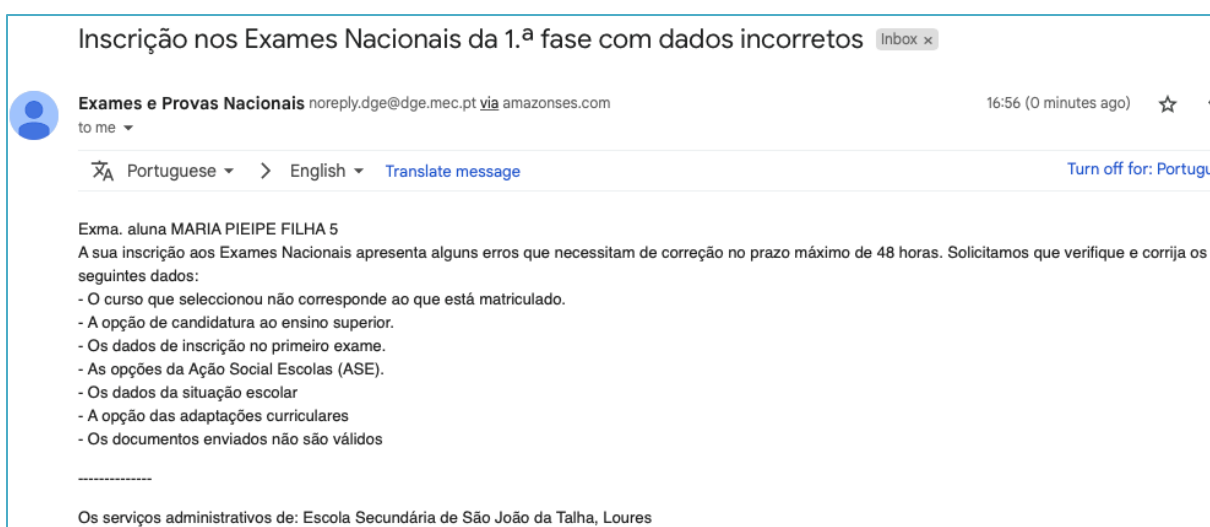 Inscrição nos Exames Nacionais da 1.ª fase com dados incorretos Inbox ×
Exames e Provas Nacionais noreply.dge@dge.mec.pt via amazonses.com 16:56 (0 minutes ago)
to me
Portuguese > English Translate message Turn off for:
Exma. aluna MARIA PIEIPE FILHA 5
A sua inscrição aos Exames Nacionais apresenta alguns erros que necessitam de correção no prazo máximo de 48 horas. Solicitamos que verifique e corrija os
seguintes dados:
- O curso que seleccionou não corresponde ao que está matriculado.
- A opção de candidatura ao ensino superior.
- Os dados de inscrição no primeiro exame.
- As opções da Ação Social Escolas (ASE).
- Os dados da situação escolar
- A opção das adaptações curriculares
- Os documentos enviados não são válidos
--------------
Os serviços administrativos de: Escola Secundária de São João da Talha, Loures